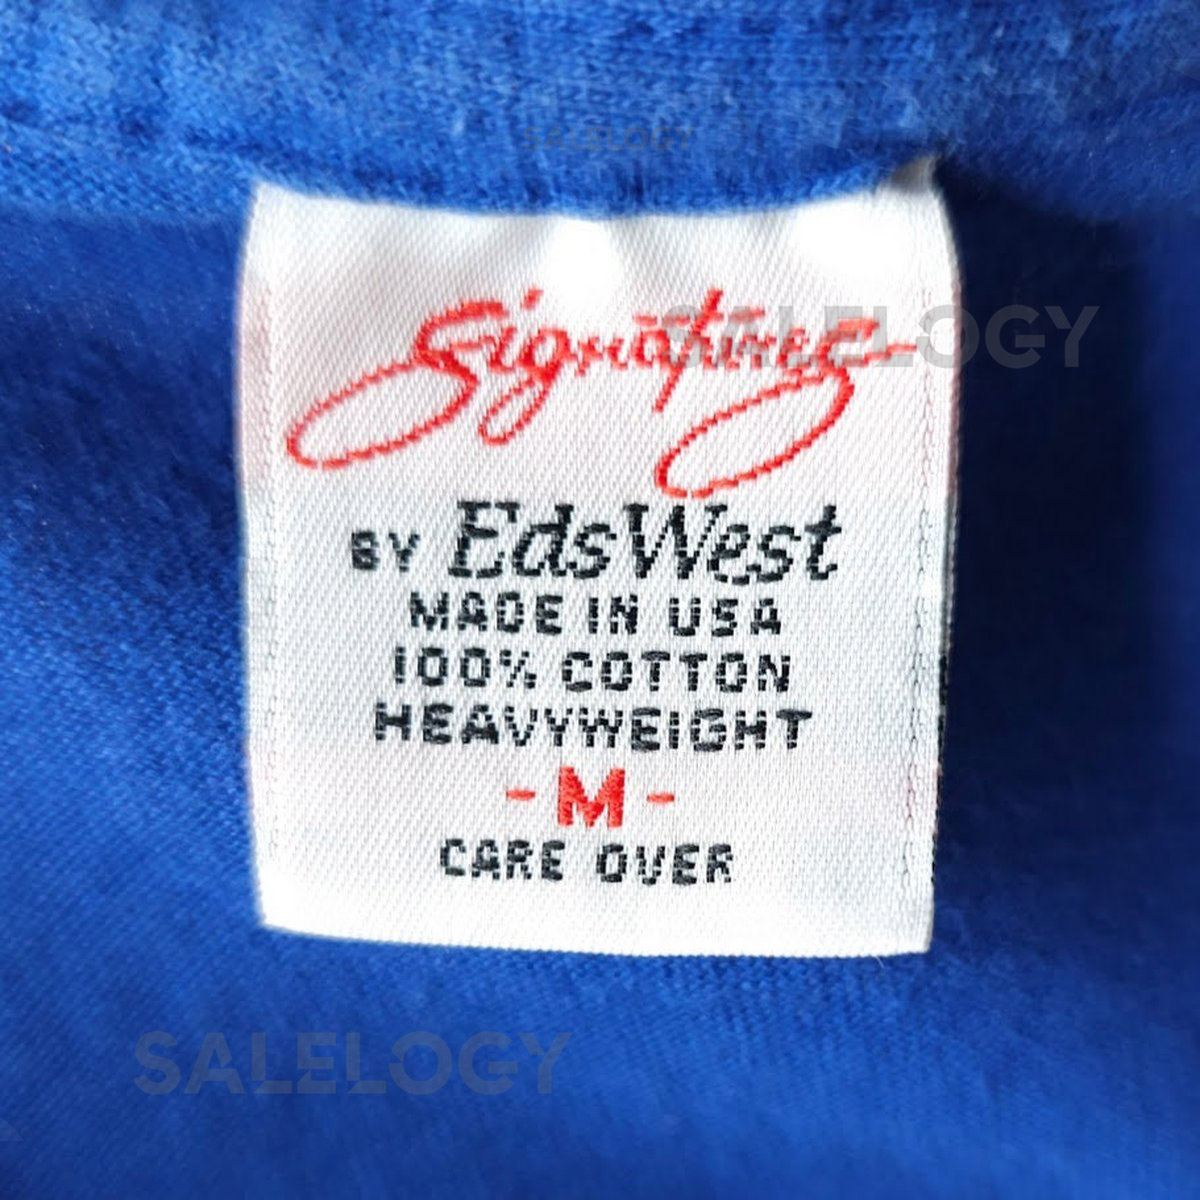 SALELOGY
Signature
SALELOGY
BY EdsWest
MADE IN USA
100% COTTON
HEAVYWEIGHT
-M-
CARE OVER
SALELOGY